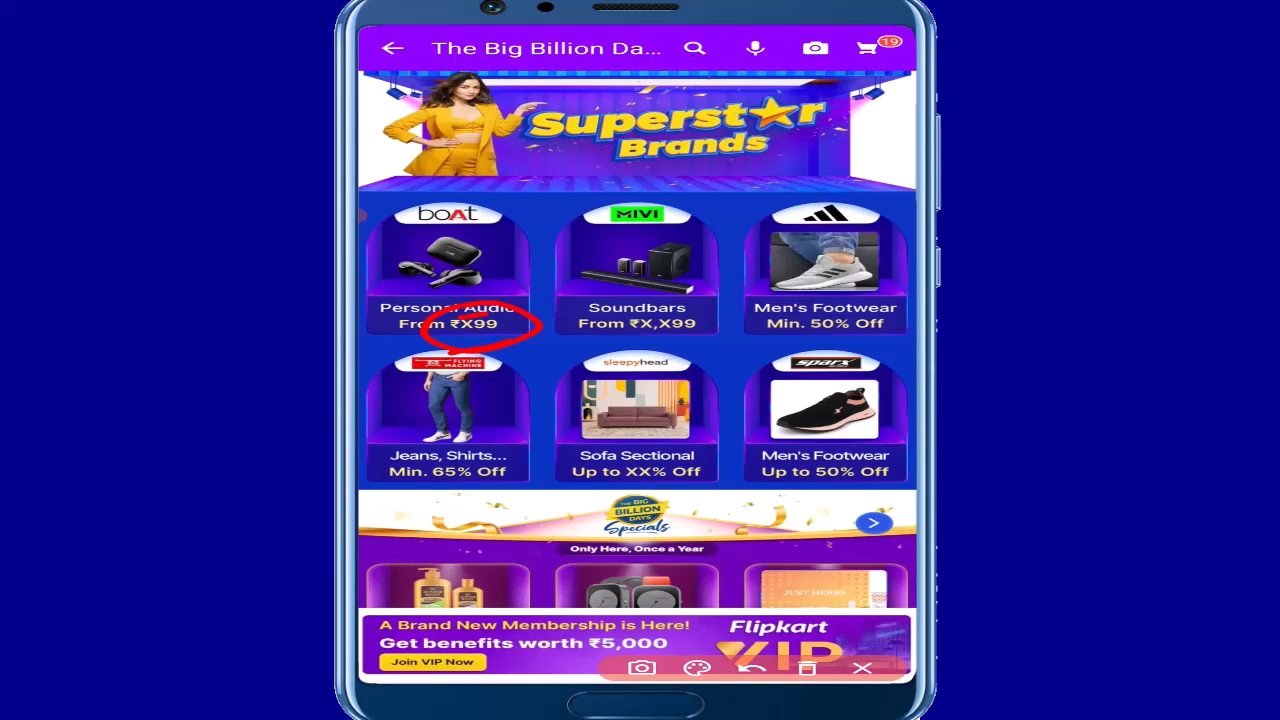 The Big Billion Da...
19
Superstar
Brands
boAt
MIVI
Personal Audio
Soundbars
Men's Footwear
From ₹X99
From ₹X,X99
Min. 50% Off
FLYING
MACHINE
sleepyhead
sparx
Jeans, Shirts...
Sofa Sectional
Men's Footwear
Min. 65% Off
Up to XX% Off
Up to 50% Off
THE BIG
BILLION
DAYS
Specials
Only Here, Once a Year
JUST HERBS
A Brand New Membership is Here!
Get benefits worth ₹5,000
Join VIP Now
Flipkart
VIP